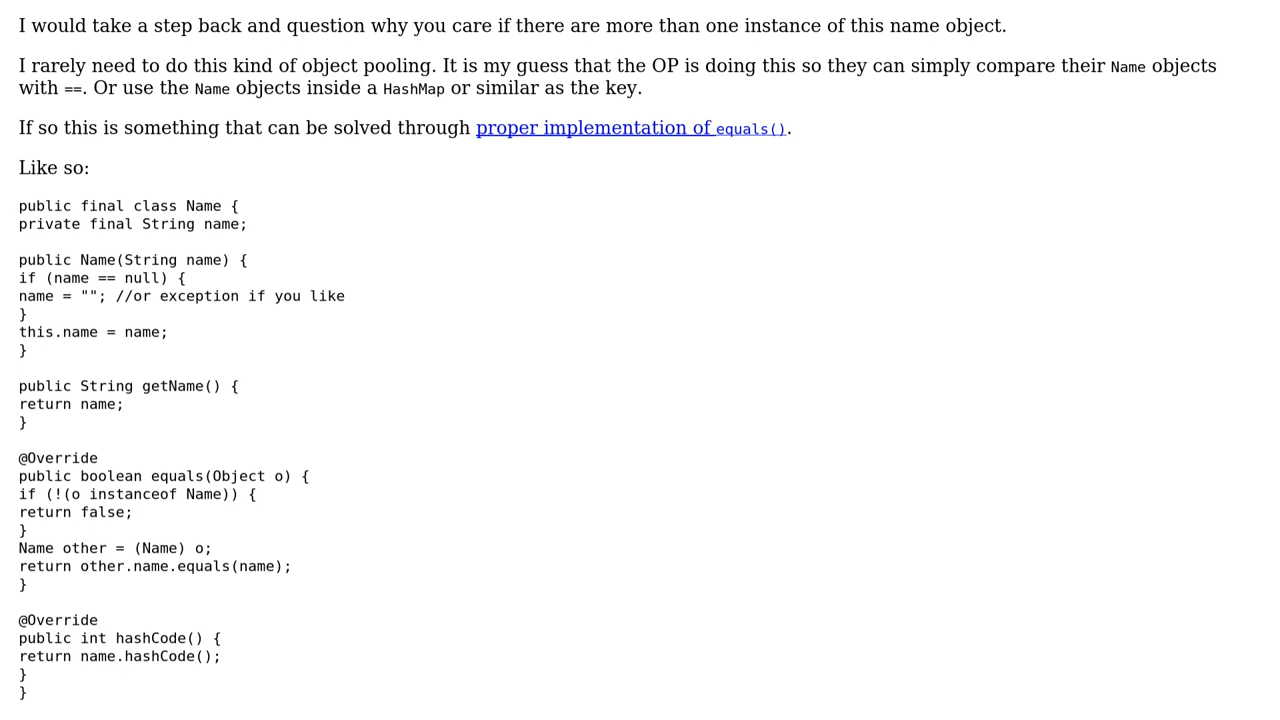 I would take a step back and question why you care if there are more than one instance of this name object.
I rarely need to do this kind of object pooling. It is my guess that the OP is doing this so they can simply compare their Name objects
with ==. Or use the Name objects inside a HashMap or similar as the key.
If so this is something that can be solved through proper implementation of equals().
Like so:
public final class Name {
private final String name;
public Name(String name) {
if (name == null) {
name = ""; //or exception if you like
}
this.name = name;
}
public String getName() {
return name;
}
@Override
public boolean equals(Object o) {
if (!(o instanceof Name)) {
return false;
}
Name other = (Name) o;
return other.name.equals(name);
}
@Override
public int hashCode() {
return name.hashCode();
}
}